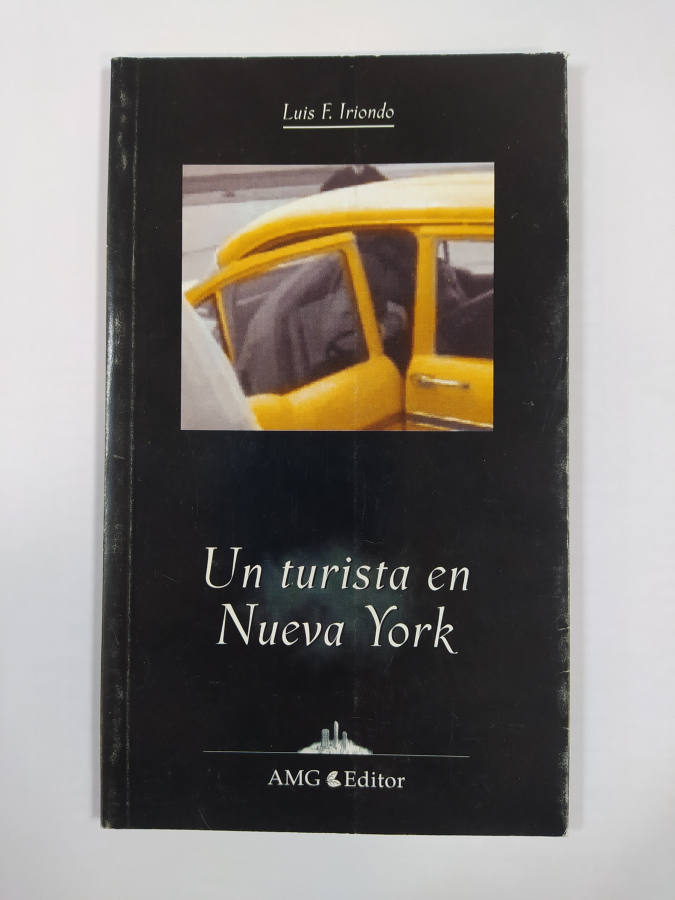 Luis F. Iriondo
Un turista en
Nueva York
AMG Editor